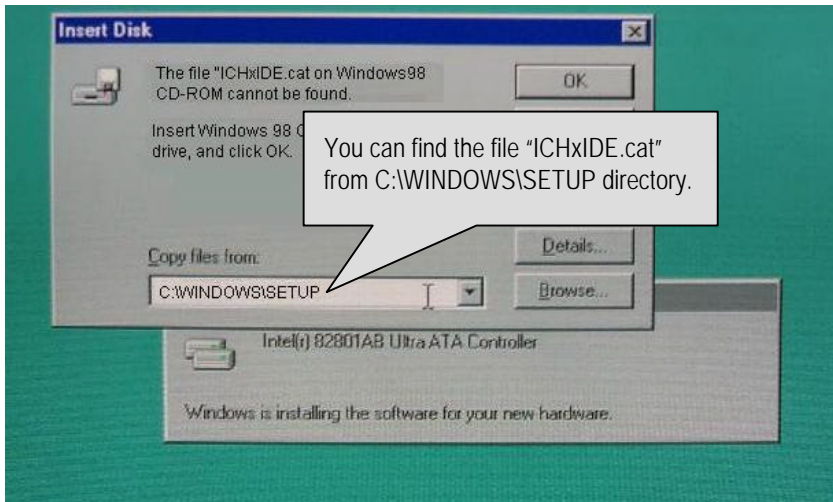 Insert Disk
The file "ICHxIDE.cat on Windows98
CD-ROM cannot be found.
OK
Insert Windows 98
drive, and click OK.
You can find the file “ICHxIDE.cat”
from C:\WINDOWS\SETUP directory.
Copy files from:
Details...
C:\WINDOWS\SETUP
Browse...
Intel(r) 82801AB Ultra ATA Controller
Windows is installing the software for your new hardware.